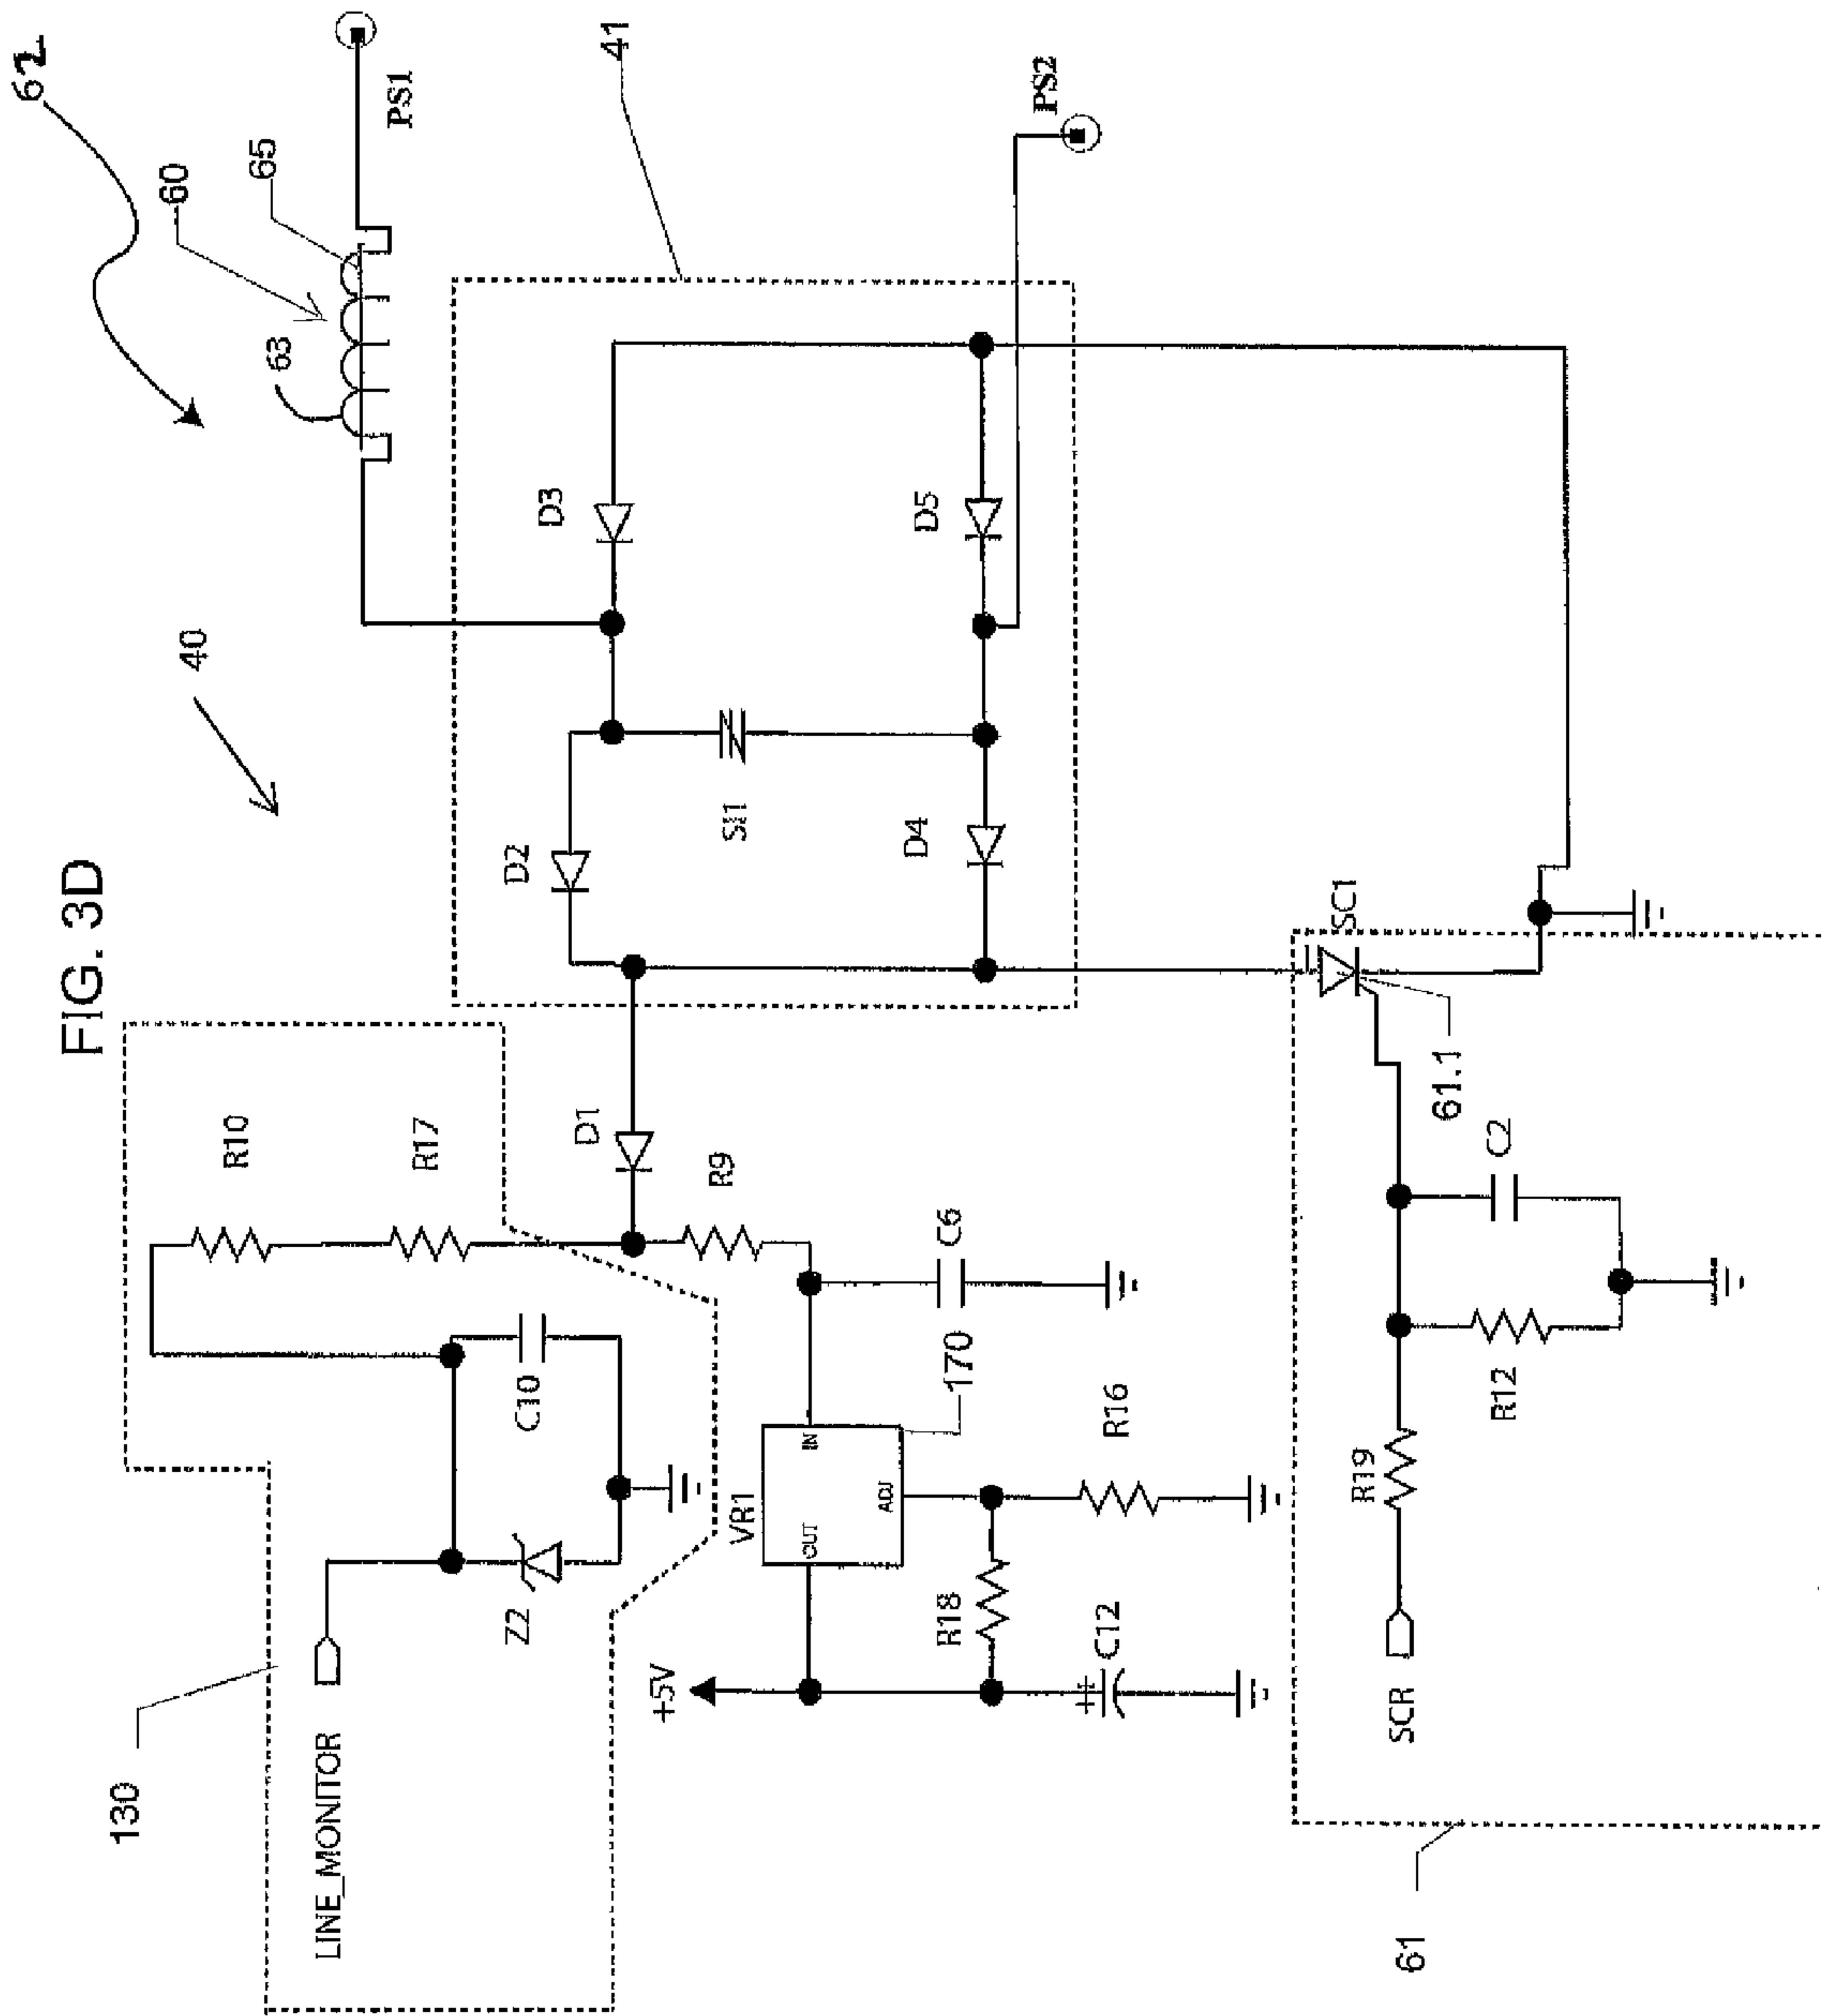 FIG. 3D
62
60
65
63
PS1
40
41
PS2
130
LINE_MONITOR
R10
R17
C10
Z2
D1
R9
D2
D3
D4
D5
+5V
VR1
IN
OUT
ADJ
170
C6
R16
R18
C12
SC1
61.1
C2
R12
R19
SCR
61